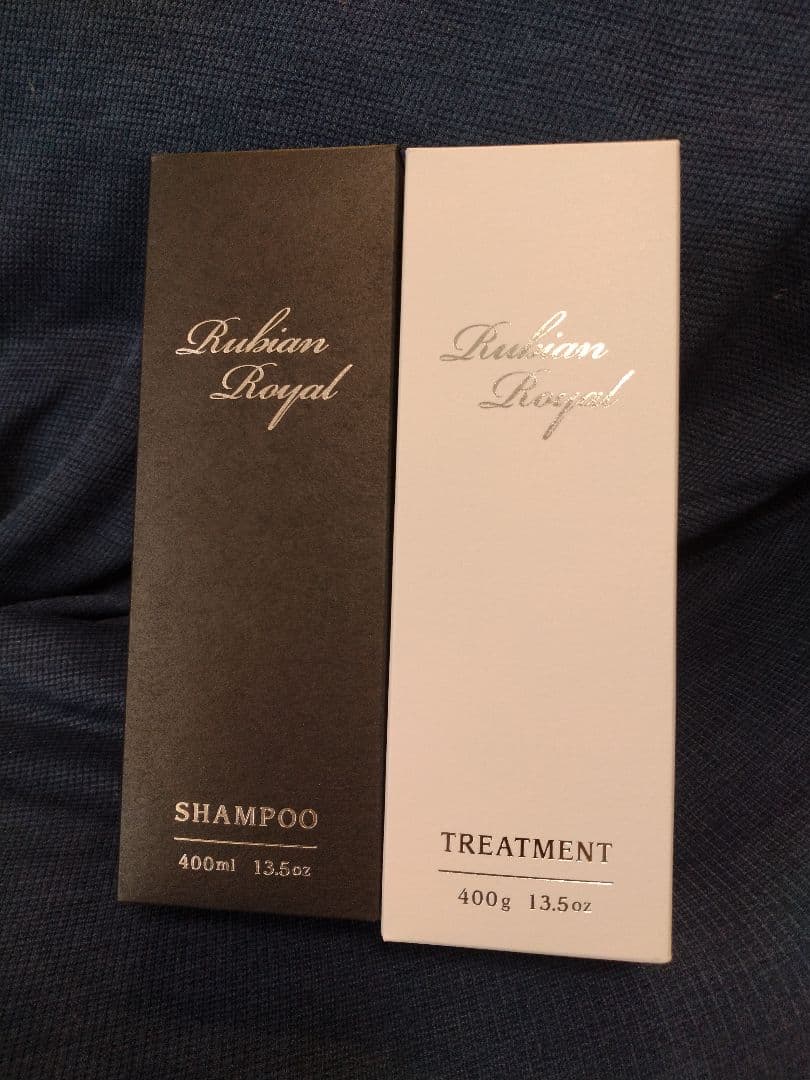 Rubian
Royal
SHAMPOO
400ml 13.5oz
Rubian
Royal
TREATMENT
400g 13.5oz